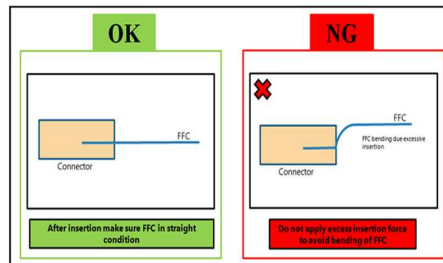 OK
FFC
Connector
After insertion make sure FFC in straight
condition
NG
FFC
FFC bending due excessive
insertion
Connector
Do not apply excess insertion force
to avoid bending of FFC